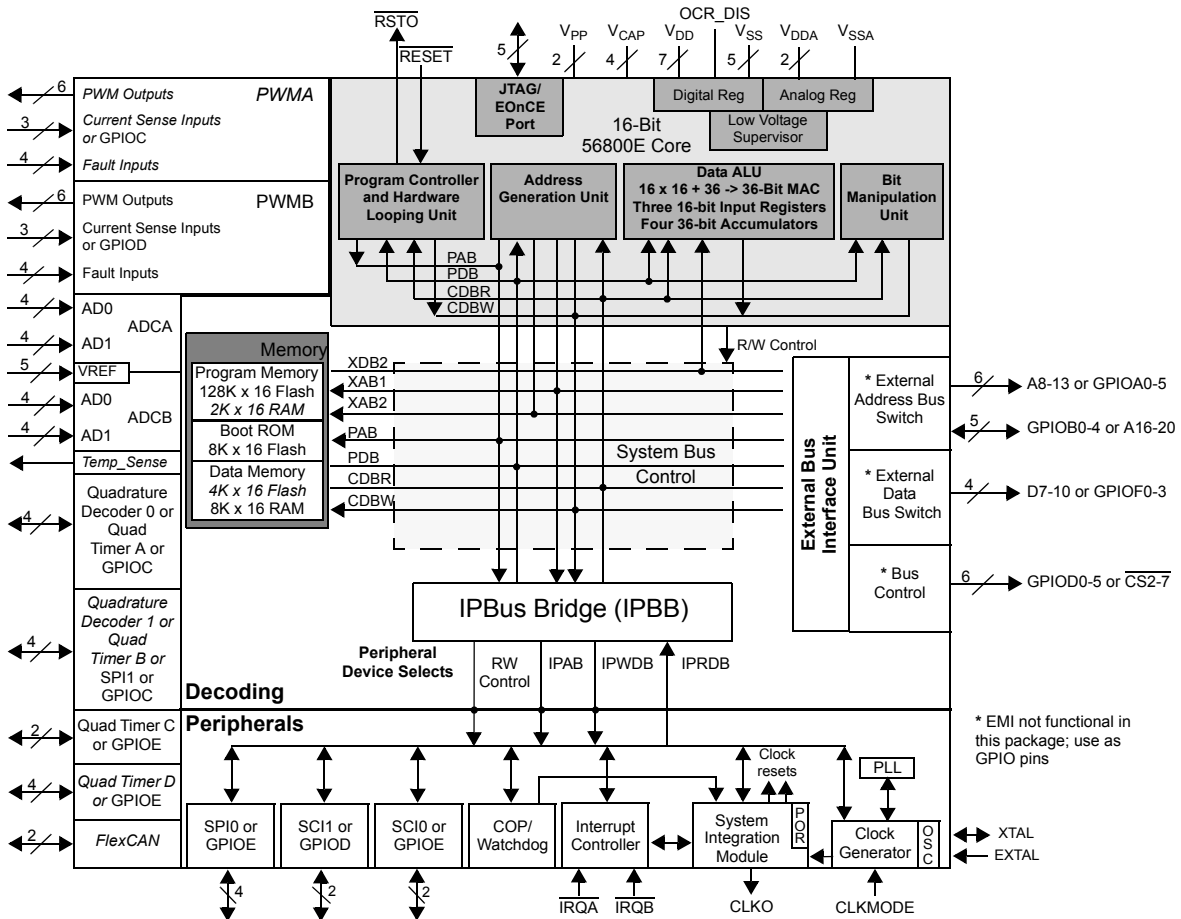 RSTO
RESET
5
VPP
2
VCAP
4
VDD
7
OCR_DIS
VSS
5
VDDA
2
VSSA
JTAG/
EOnCE
Port
Digital Reg
Analog Reg
Low Voltage
Supervisor
16-Bit
56800E Core
6
PWM Outputs
PWMA
3
Current Sense Inputs
or GPIOC
4
Fault Inputs
6
PWM Outputs
PWMB
3
Current Sense Inputs
or GPIOD
4
Fault Inputs
Program Controller
and Hardware
Looping Unit
Address
Generation Unit
Data ALU
16 x 16 + 36 -> 36-Bit MAC
Three 16-bit Input Registers
Four 36-bit Accumulators
Bit
Manipulation
Unit
PAB
PDB
CDBR
CDBW
4
AD0
ADCA
4
AD1
5
VREF
4
AD0
ADCB
4
AD1
Temp_Sense
4
Quadrature
Decoder 0 or
Quad
Timer A or
GPIOC
4
Quadrature
Decoder 1 or
Quad
Timer B or
SPI1 or
GPIOC
2
Quad Timer C
or GPIOE
4
Quad Timer D
or GPIOE
2
FlexCAN
Memory
Program Memory
128K x 16 Flash
2K x 16 RAM
Boot ROM
8K x 16 Flash
Data Memory
4K x 16 Flash
8K x 16 RAM
XDB2
XAB1
XAB2
PAB
PDB
CDBR
CDBW
R/W Control
System Bus
Control
External Bus
Interface Unit
* External
Address Bus
Switch
* External
Data
Bus Switch
* Bus
Control
6
A8-13 or GPIOA0-5
5
GPIOB0-4 or A16-20
4
D7-10 or GPIOF0-3
6
GPIOD0-5 or CS2-7
IPBus Bridge (IPBB)
Peripheral
Device Selects
RW
Control
IPAB
IPWDB
IPRDB
Decoding
Peripherals
* EMI not functional in
this package; use as
GPIO pins
Clock
resets
PLL
SPI0 or
GPIOE
SCI1 or
GPIOD
SCI0 or
GPIOE
COP/
Watchdog
Interrupt
Controller
System
Integration
Module
POR
Clock
Generator
OSC
XTAL
EXTAL
4
2
2
IRQA
IRQB
CLKO
CLKMODE